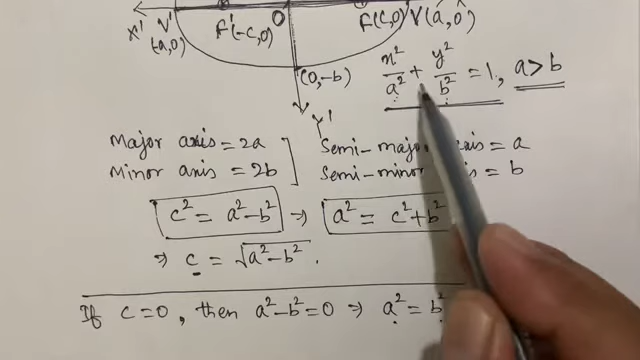 X' V' F'(-c,0) O F(c,0) V(a,0)
(-a,0)
(0,-b)
Y'
x²/a² + y²/b² = 1, a > b
Major axis = 2a
Minor axis = 2b
Semi-major axis = a
Semi-minor axis = b
c² = a²-b² ⇒ a² = c²+b²
⇒ c = √a²-b².
If c=0, then a²-b²=0 ⇒ a² = b²